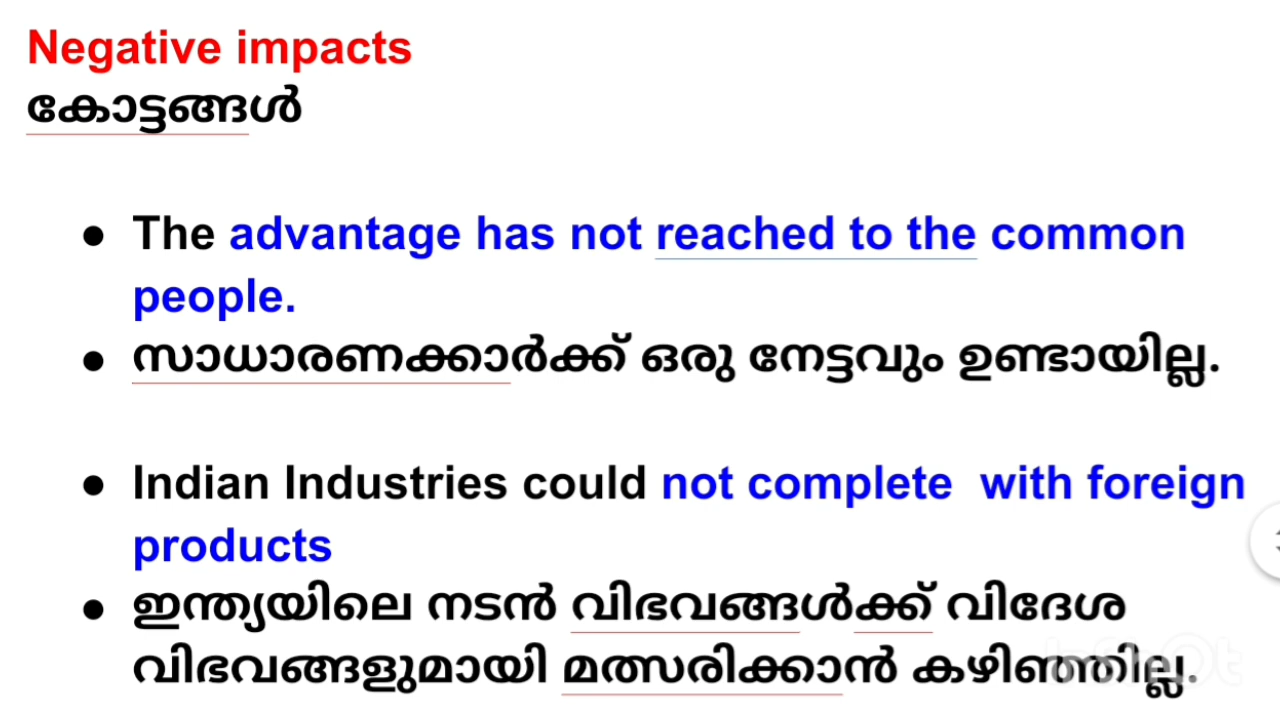 Negative impacts
കോട്ടങ്ങൾ
● The advantage has not reached to the common
people.
● സാധാരണക്കാർക്ക് ഒരു നേട്ടവും ഉണ്ടായില്ല.
● Indian Industries could not complete with foreign
products
● ഇന്ത്യയിലെ നടൻ വിഭവങ്ങൾക്ക് വിദേശ
വിഭവങ്ങളുമായി മത്സരിക്കാൻ കഴിഞ്ഞില്ല.
InShOt